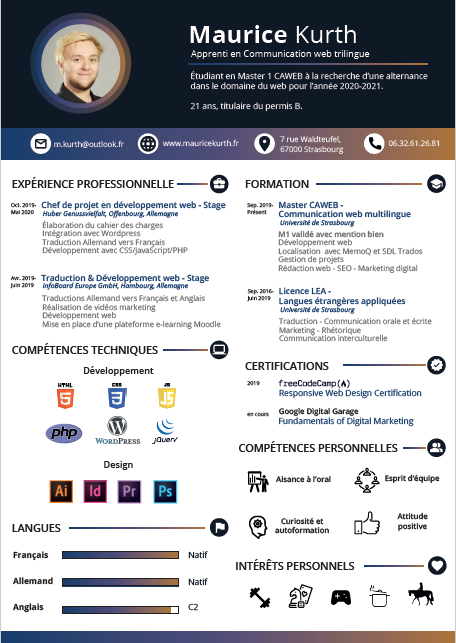 Maurice Kurth
Apprenti en Communication web trilingue
Étudiant en Master 1 CAWEB à la recherche d'une alternance
dans le domaine du web pour l'année 2020-2021.
21 ans, titulaire du permis B.
m.kurth@outlook.fr
www.mauricekurth.fr
7 rue Waldteufel,
67000 Strasbourg
06.32.61.26.81
EXPÉRIENCE PROFESSIONNELLE
Oct. 2019-
Mai 2020
Chef de projet en développement web - Stage
Huber Genussvielfalt, Offenbourg, Allemagne
Élaboration du cahier des charges
Intégration avec Wordpress
Traduction Allemand vers Français
Développement avec CSS/JavaScript/PHP
Avr. 2019-
Juin 2019
Traduction & Développement web - Stage
infoBoard Europe GmbH, Hambourg, Allemagne
Traductions Allemand vers Français et Anglais
Réalisation de vidéos marketing
Développement web
Mise en place d'une plateforme e-learning Moodle
COMPÉTENCES TECHNIQUES
Développement
HTML
5
CSS
3
JS
5
php
WORDPRESS
jQuery
Design
Ai
Id
Pr
Ps
LANGUES
Français
Natif
Allemand
Natif
Anglais
C2
FORMATION
Sep. 2019-
Présent
Master CAWEB -
Communication web multilingue
Université de Strasbourg
M1 validé avec mention bien
Développement web
Localisation avec MemoQ et SDL Trados
Gestion de projets
Rédaction web - SEO - Marketing digital
Sep. 2016-
Juin 2019
Licence LEA -
Langues étrangères appliquées
Université de Strasbourg
Traduction - Communication orale et écrite
Marketing - Rhétorique
Communication interculturelle
CERTIFICATIONS
2019
freeCodeCamp
Responsive Web Design Certification
en cours
Google Digital Garage
Fundamentals of Digital Marketing
COMPÉTENCES PERSONNELLES
Aisance à l'oral
Esprit d'équipe
Curiosité et
autoformation
Attitude
positive
INTÉRÊTS PERSONNELS